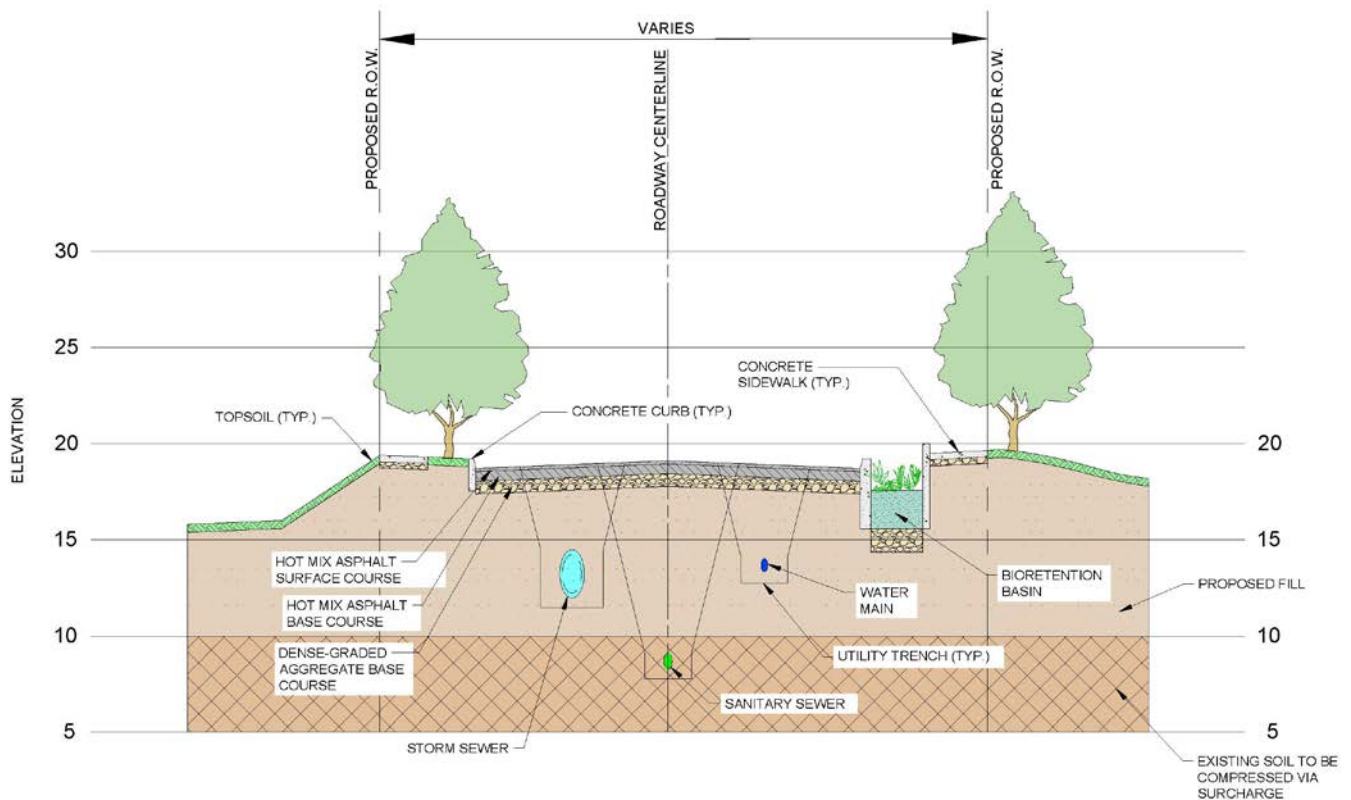 VARIES
PROPOSED R.O.W.
ROADWAY CENTERLINE
PROPOSED R.O.W.
ELEVATION
30
25
20
15
10
5
20
15
10
5
TOPSOIL (TYP.)
CONCRETE CURB (TYP.)
CONCRETE
SIDEWALK (TYP.)
HOT MIX ASPHALT
SURFACE COURSE
HOT MIX ASPHALT
BASE COURSE
DENSE-GRADED
AGGREGATE BASE
COURSE
STORM SEWER
WATER
MAIN
UTILITY TRENCH (TYP.)
SANITARY SEWER
BIORETENTION
BASIN
PROPOSED FILL
EXISTING SOIL TO BE
COMPRESSED VIA
SURCHARGE